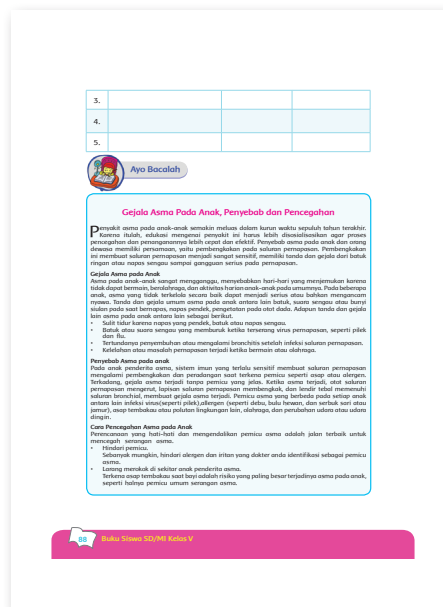 3.
4.
5.
Ayo Bacalah
Gejala Asma Pada Anak, Penyebab dan Pencegahan
Penyakit asma pada anak-anak semakin meluas dalam kurun waktu sepuluh tahun terakhir.
Karena itulah, edukasi mengenai penyakit ini harus lebih disosialisasikan agar proses
pencegahan dan penanganannya lebih cepat dan efektif. Penyebab asma pada anak dan orang
dewasa memiliki persamaan, yaitu pembengkakan pada saluran pernapasan. Pembengkakan
ini membuat saluran pernapasan menjadi sangat sensitif, memiliki tanda dan gejala dari batuk
ringan atau napas sengau sampai gangguan serius pada pernapasan.
Gejala Asma pada Anak
Asma pada anak-anak sangat mengganggu, menyebabkan hari-hari yang menjemukan karena
tidak dapat bermain, berolahraga, dan aktivitas harian anak-anak pada umumnya. Pada beberapa
anak, asma yang tidak terkelola secara baik dapat menjadi serius atau bahkan mengancam
nyawa. Tanda dan gejala umum asma pada anak antara lain batuk, suara sengau atau bunyi
siulan pada saat bernapas, napas pendek, pengetatan pada otot dada. Adapun tanda dan gejala
lain asma pada anak antara lain sebagai berikut.
• Sulit tidur karena napas yang pendek, batuk atau napas sengau.
• Batuk atau suara sengau yang memburuk ketika terserang virus pernapasan, seperti pilek
dan flu.
• Tertundanya penyembuhan atau mengalami bronchitis setelah infeksi saluran pernapasan.
• Kelelahan atau masalah pernapasan terjadi ketika bermain atau olahraga.
Penyebab Asma pada anak
Pada anak penderita asma, sistem imun yang terlalu sensitif membuat saluran pernapasan
mengalami pembengkakan dan peradangan saat terkena pemicu seperti asap atau alergen.
Terkadang, gejala asma terjadi tanpa pemicu yang jelas. Ketika asma terjadi, otot saluran
pernapasan mengerut, lapisan saluran pernapasan membengkak, dan lendir tebal memenuhi
saluran bronchial, membuat gejala asma terjadi. Pemicu asma yang berbeda pada setiap anak
antara lain infeksi virus(seperti pilek),allergen (seperti debu, bulu hewan, dan serbuk sari atau
jamur), asap tembakau atau polutan lingkungan lain, olahraga, dan perubahan udara atau udara
dingin.
Cara Pencegahan Asma pada Anak
Perencanaan yang hati-hati dan mengendalikan pemicu asma adalah jalan terbaik untuk
mencegah serangan asma.
• Hindari pemicu.
Sebanyak mungkin, hindari alergen dan iritan yang dokter anda identifikasi sebagai pemicu
asma.
• Larang merokok di sekitar anak penderita asma.
Terkena asap tembakau saat bayi adalah risiko yang paling besar terjadinya asma pada anak,
seperti halnya pemicu umum serangan asma.
88 Buku Siswa SD/MI Kelas V